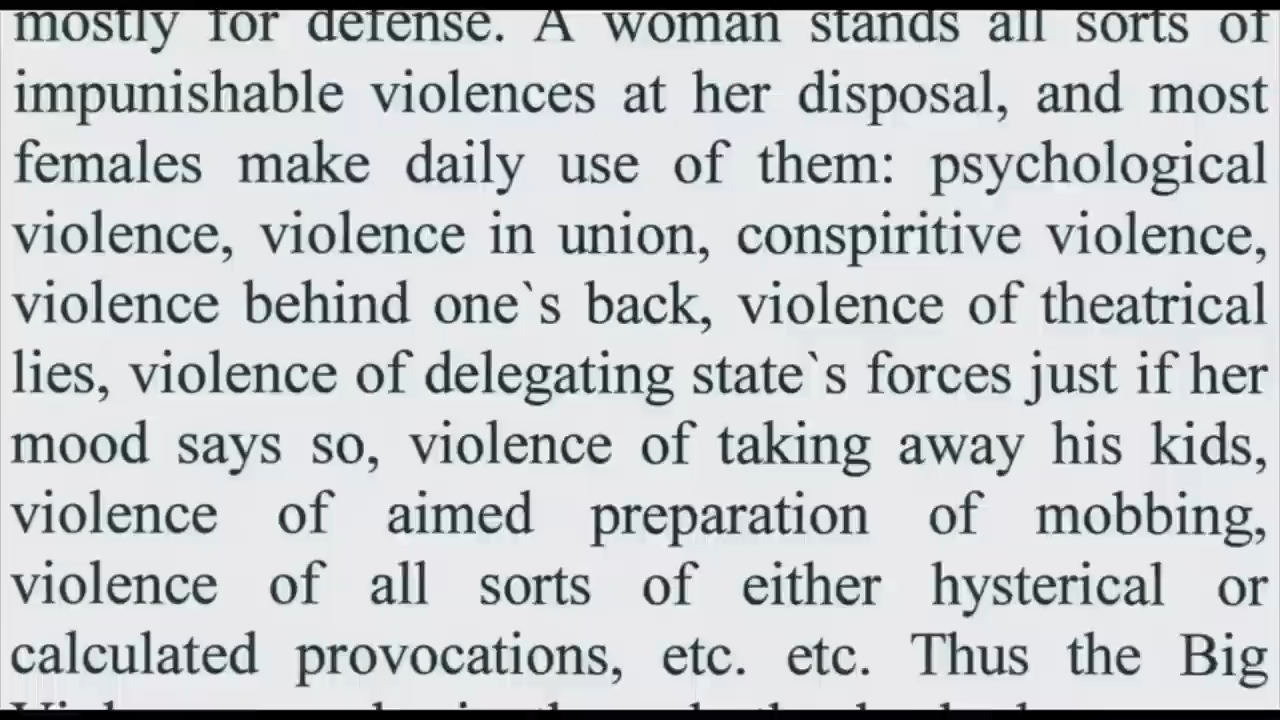 mostly for defense. A woman stands all sorts of
impunishable violences at her disposal, and most
females make daily use of them: psychological
violence, violence in union, conspiritive violence,
violence behind one`s back, violence of theatrical
lies, violence of delegating state`s forces just if her
mood says so, violence of taking away his kids,
violence of aimed preparation of mobbing,
violence of all sorts of either hysterical or
calculated provocations, etc. etc. Thus the Big